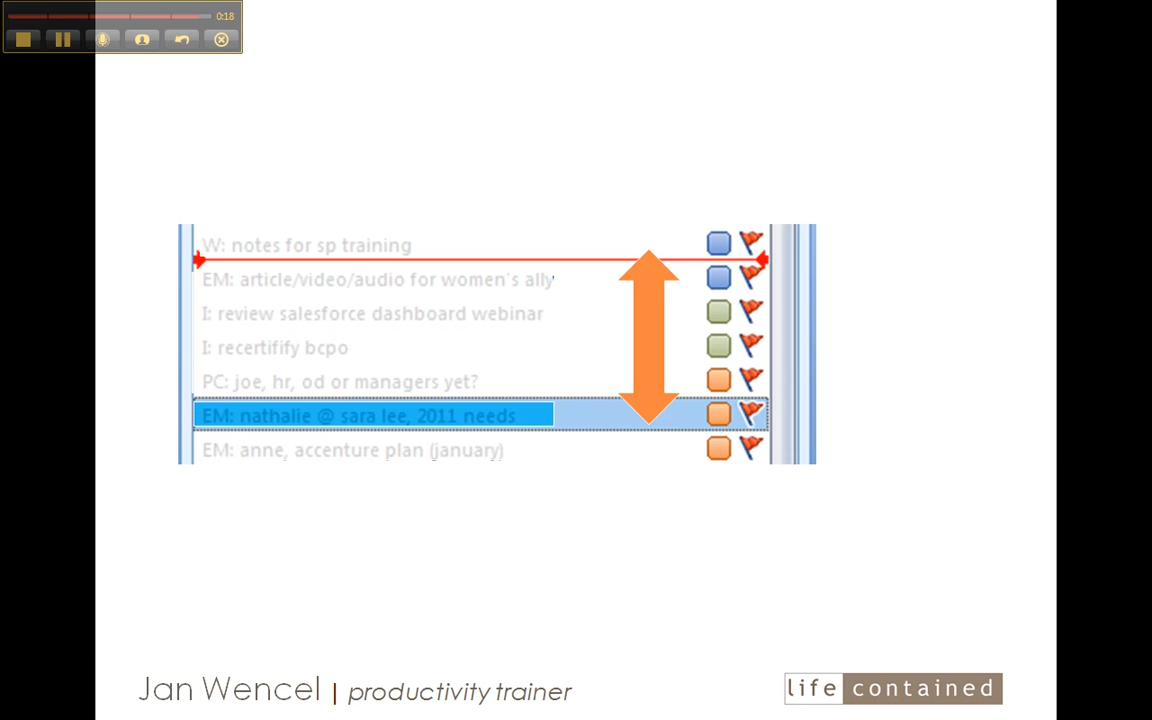 0:18
W: notes for sp training
EM: article/video/audio for women's ally
I: review salesforce dashboard webinar
I: recertifify bcpo
PC: joe, hr, od or managers yet?
EM: nathalie @ sara lee, 2011 needs
EM: anne, accenture plan (january)
Jan Wencel | productivity trainer
life contained